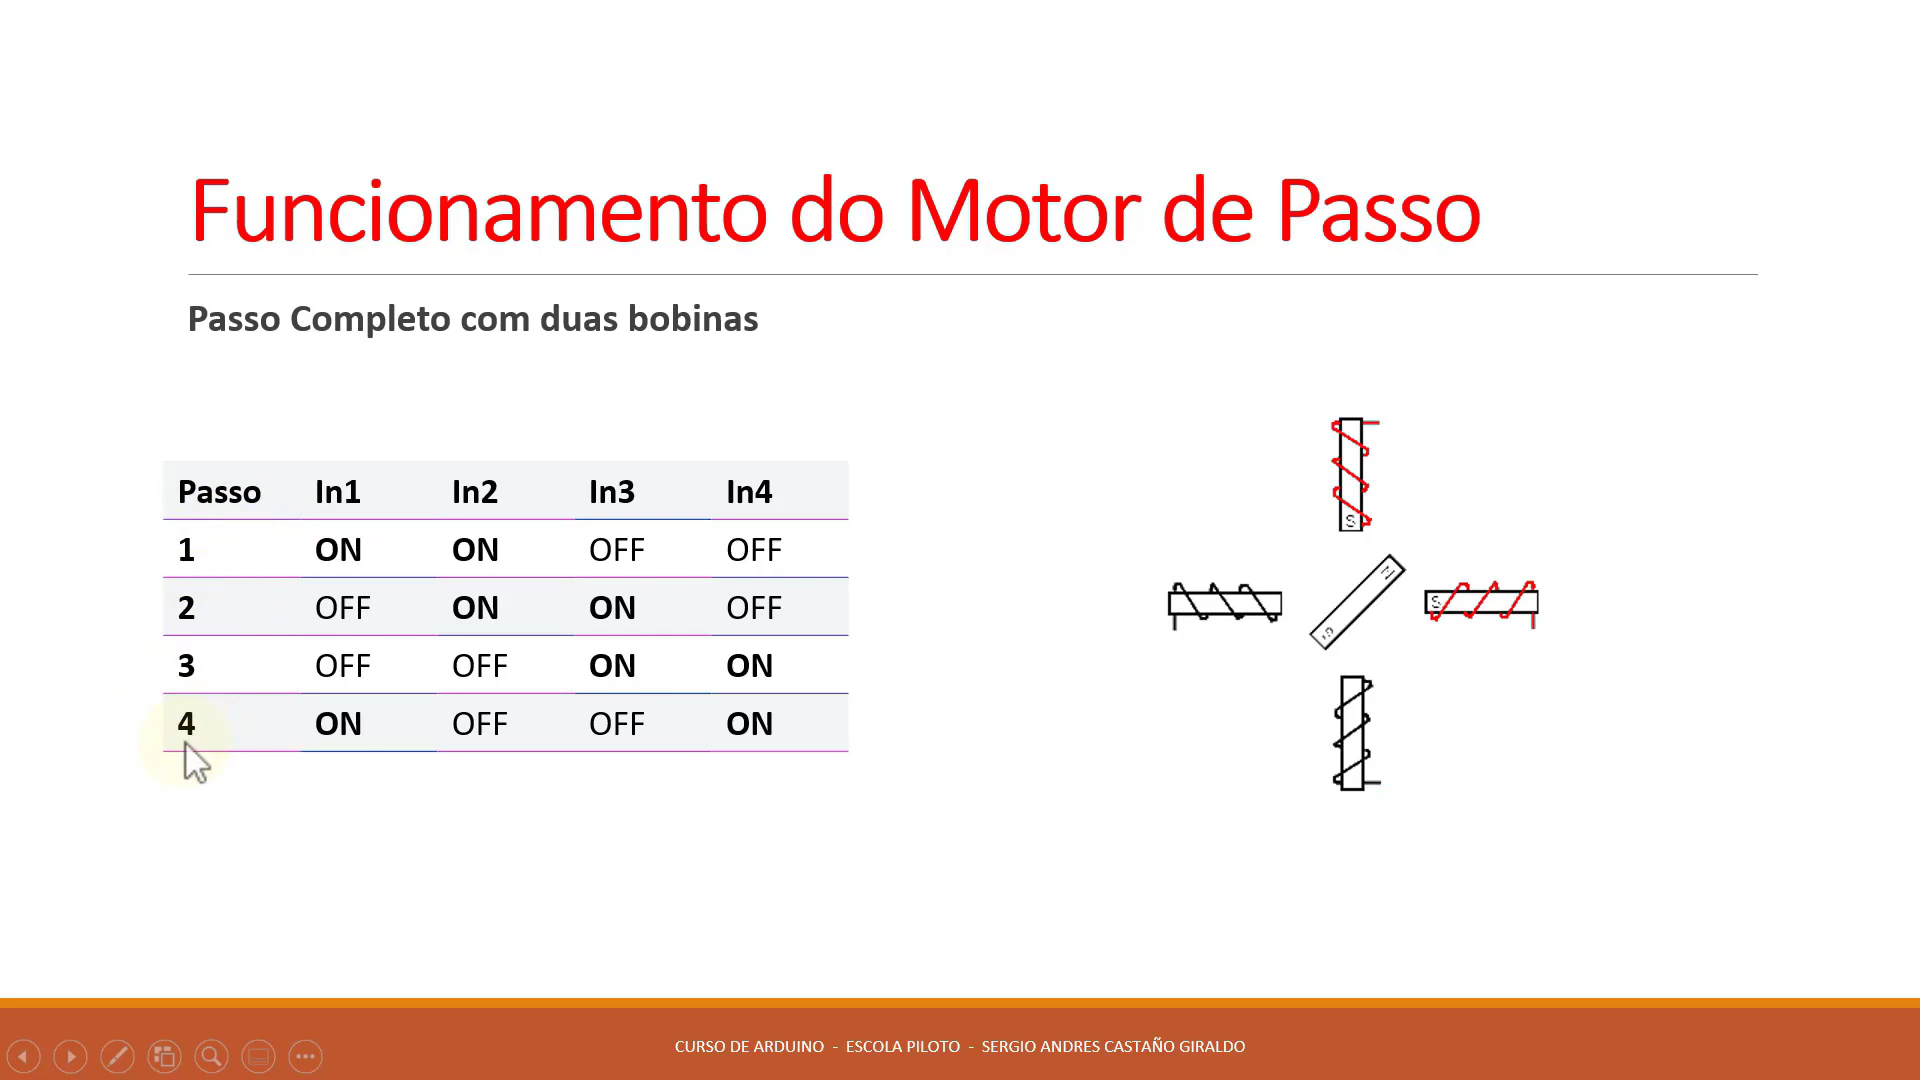 Funcionamento do Motor de Passo
Passo Completo com duas bobinas
Passo In1 In2 In3 In4
1 ON ON OFF OFF
2 OFF ON ON OFF
3 OFF OFF ON ON
4 ON OFF OFF ON
S
N
S
S
CURSO DE ARDUINO - ESCOLA PILOTO - SERGIO ANDRES CASTAÑO GIRALDO